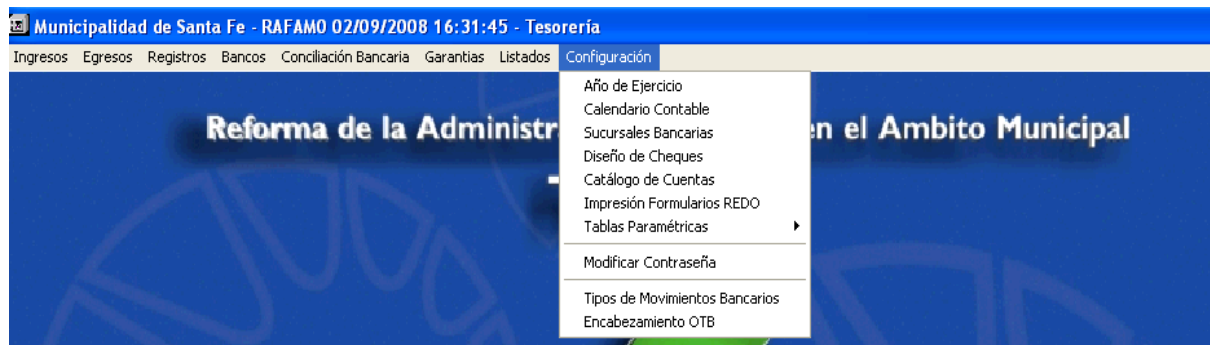 Municipalidad de Santa Fe - RAFAM0 02/09/2008 16:31:45 - Tesorería
Ingresos Egresos Registros Bancos Conciliación Bancaria Garantias Listados Configuración
Año de Ejercicio
Calendario Contable
Reforma de la Administr en el Ambito Municipal
Sucursales Bancarias
Diseño de Cheques
Catálogo de Cuentas
Impresión Formularios REDO
Tablas Paramétricas
Modificar Contraseña
Tipos de Movimientos Bancarios
Encabezamiento OTB